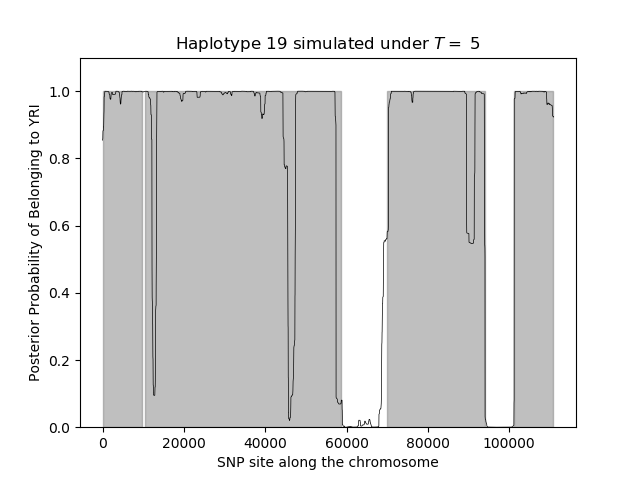 Haplotype 19 simulated under T = 5
Posterior Probability of Belonging to YRI
1.0
0.8
0.6
0.4
0.2
0.0
0 20000 40000 60000 80000 100000
SNP site along the chromosome